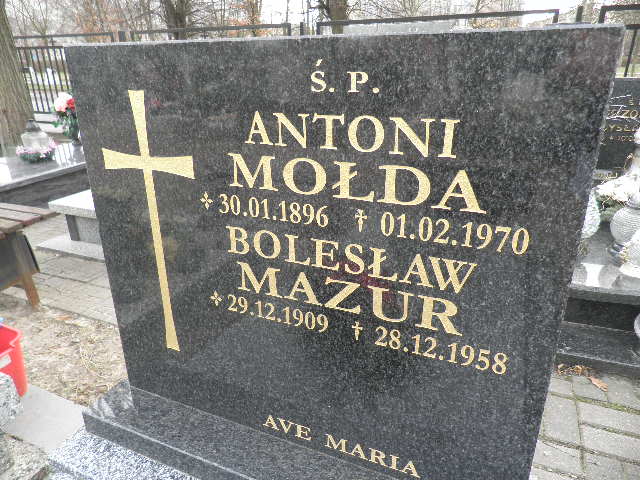 Ś. P.
ANTONI
MOŁDA
30.01.1896 † 01.02.1970
BOLESŁAW
MAZUR
29.12.1909 † 28.12.1958
AVE MARIA